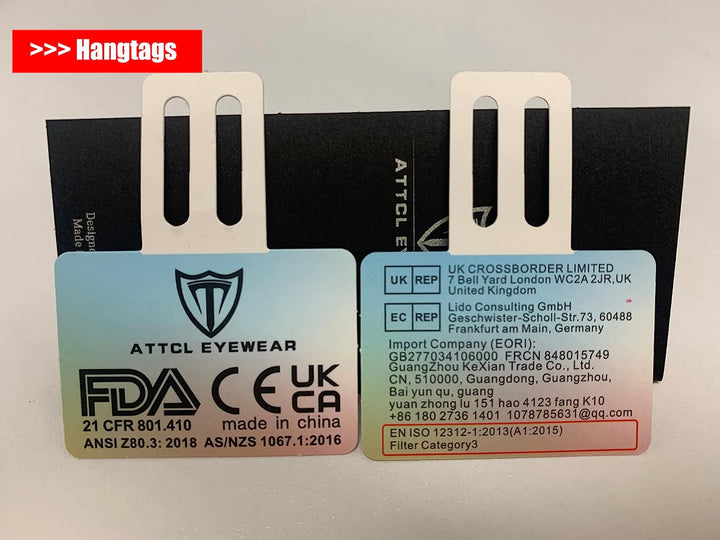 >>> Hangtags
Designe
Made
ATTCL EYEW
ATTCL EYEWEAR
FDA CE UK
CA
21 CFR 801.410 made in china
ANSI Z80.3: 2018 AS/NZS 1067.1:2016
UK REP UK CROSSBORDER LIMITED
7 Bell Yard London WC2A 2JR,UK
United Kingdom
EC REP Lido Consulting GmbH
Geschwister-Scholl-Str.73, 60488
Frankfurt am Main, Germany
Import Company (EORI):
GB277034106000 FRCN 848015749
GuangZhou KeXian Trade Co., Ltd.
CN, 510000, Guangdong, Guangzhou,
Bai yun qu, guang
yuan zhong lu 151 hao 4123 fang K10
+86 180 2736 1401 1078785631@qq.com
EN ISO 12312-1:2013(A1:2015)
Filter Category3